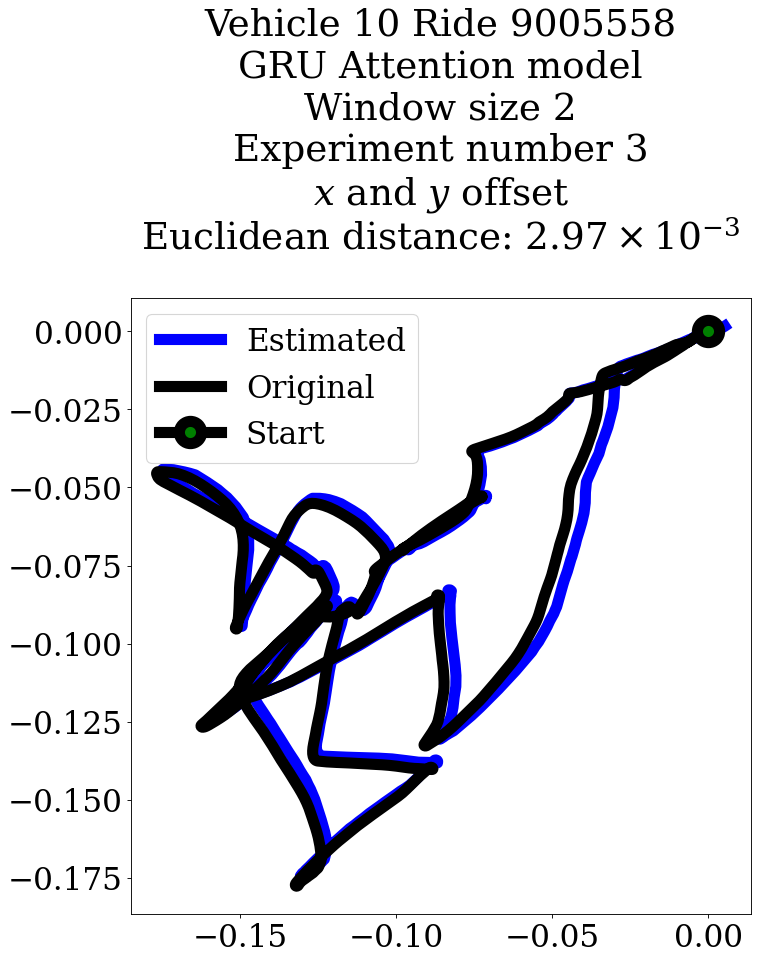 Vehicle 10 Ride 9005558
GRU Attention model
Window size 2
Experiment number 3
x and y offset
Euclidean distance: 2.97 × 10⁻³
Estimated
Original
Start
0.000
−0.025
−0.050
−0.075
−0.100
−0.125
−0.150
−0.175
−0.15
−0.10
−0.05
0.00